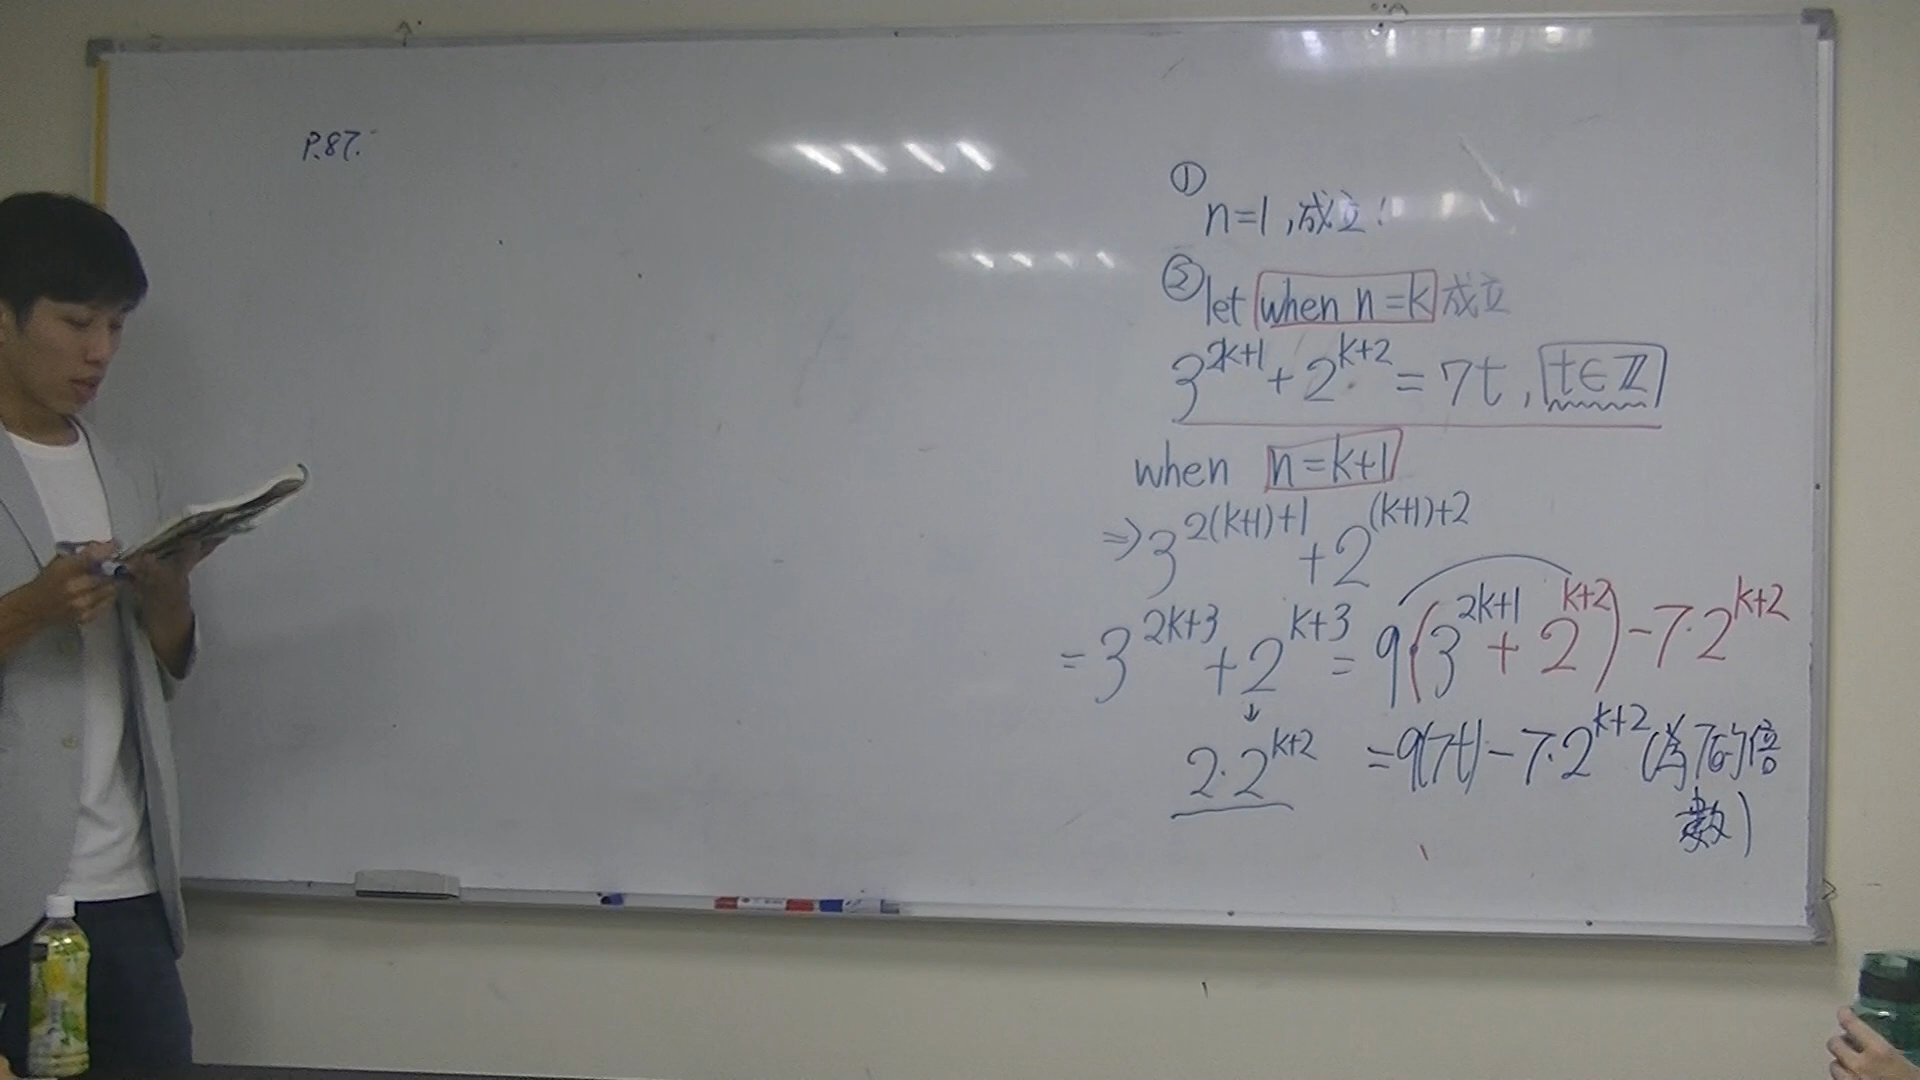 P.87.
①
n=1,成立!
② let when n=k 成立
3^{2k+1}+2^{k+2}=7t, t∈ℤ
when n=k+1
⇒3^{2(k+1)+1}+2^{(k+1)+2}
=3^{2k+3}+2^{k+3}=9(3^{2k+1}+2^{k+2})-7·2^{k+2}
↓
2·2^{k+2} =9(7t)-7·2^{k+2} (為7的倍
數)